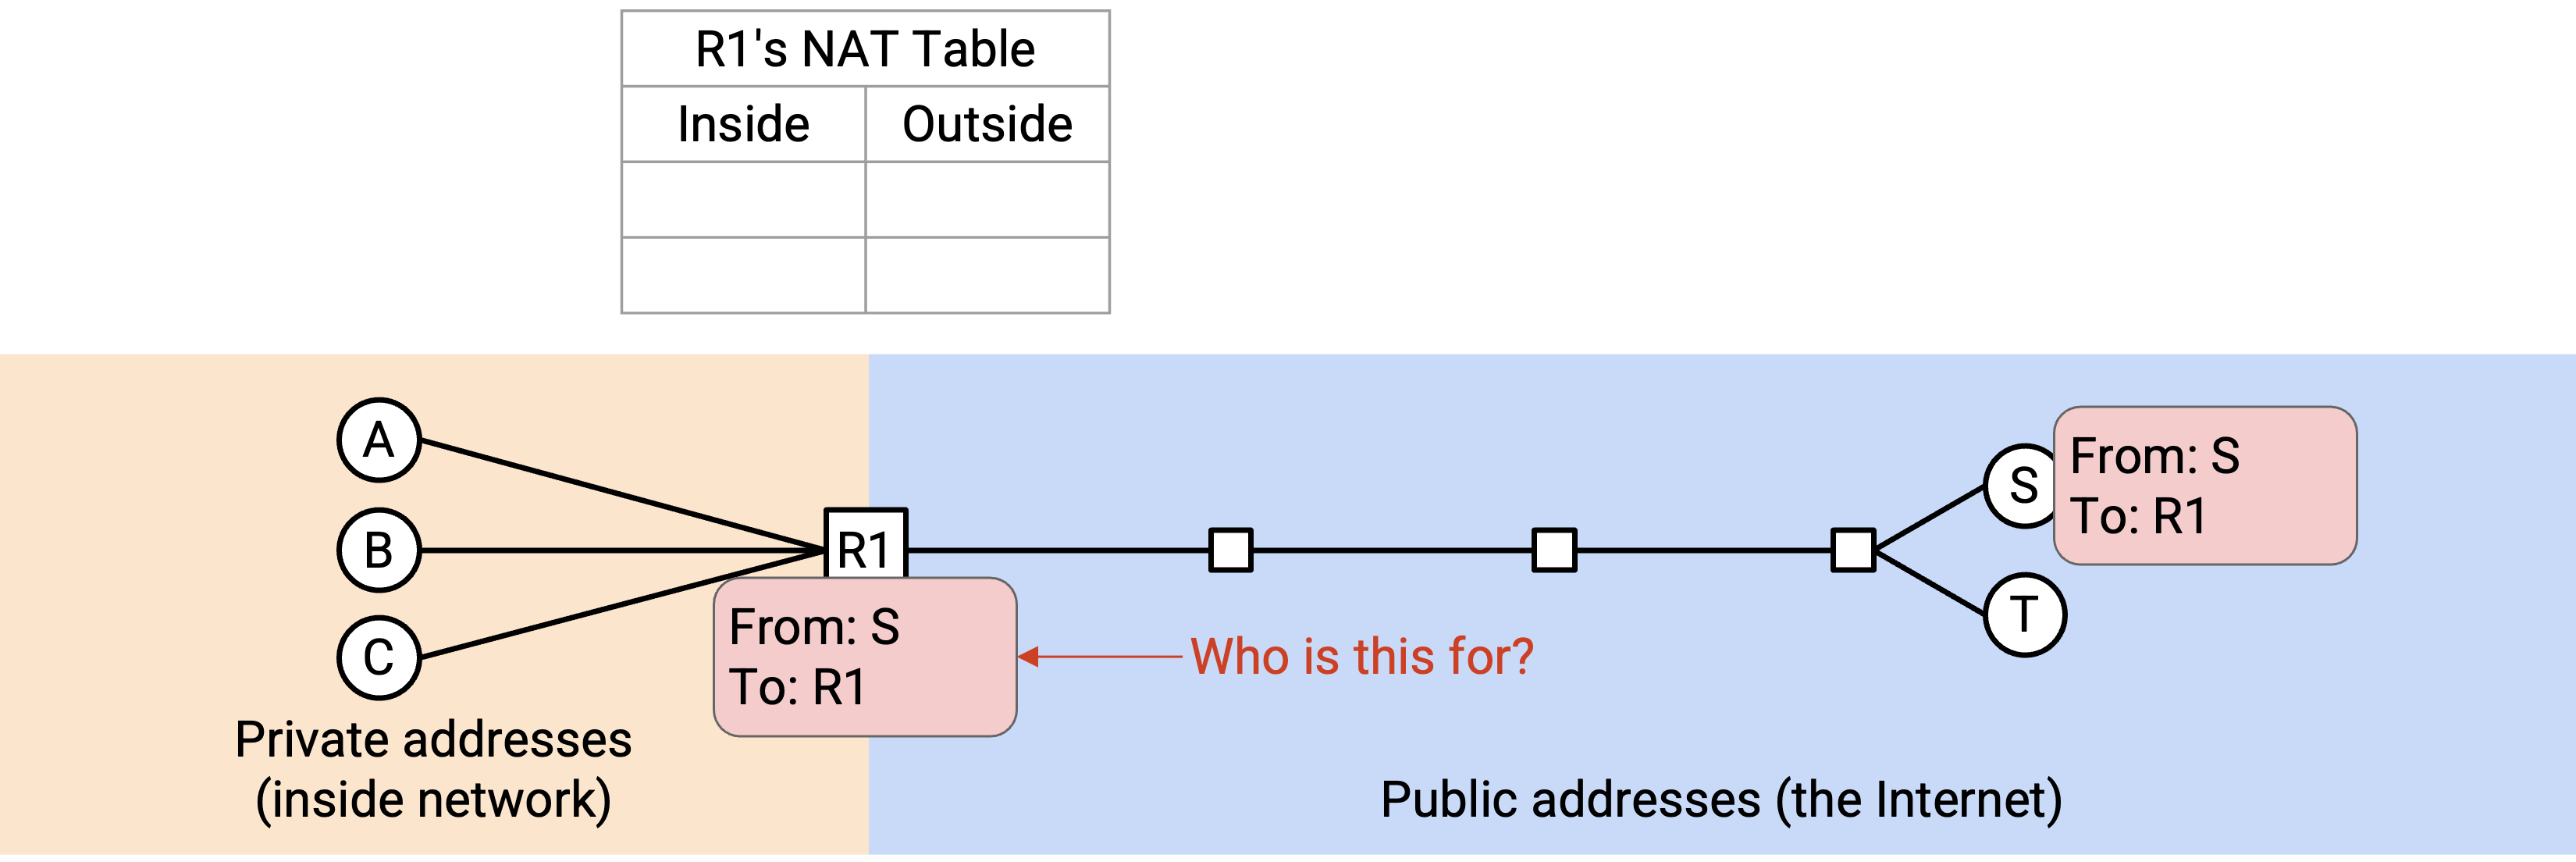 R1's NAT Table
Inside Outside
A
B
C
R1
S
T
From: S
To: R1
From: S
To: R1
Who is this for?
Private addresses
(inside network)
Public addresses (the Internet)